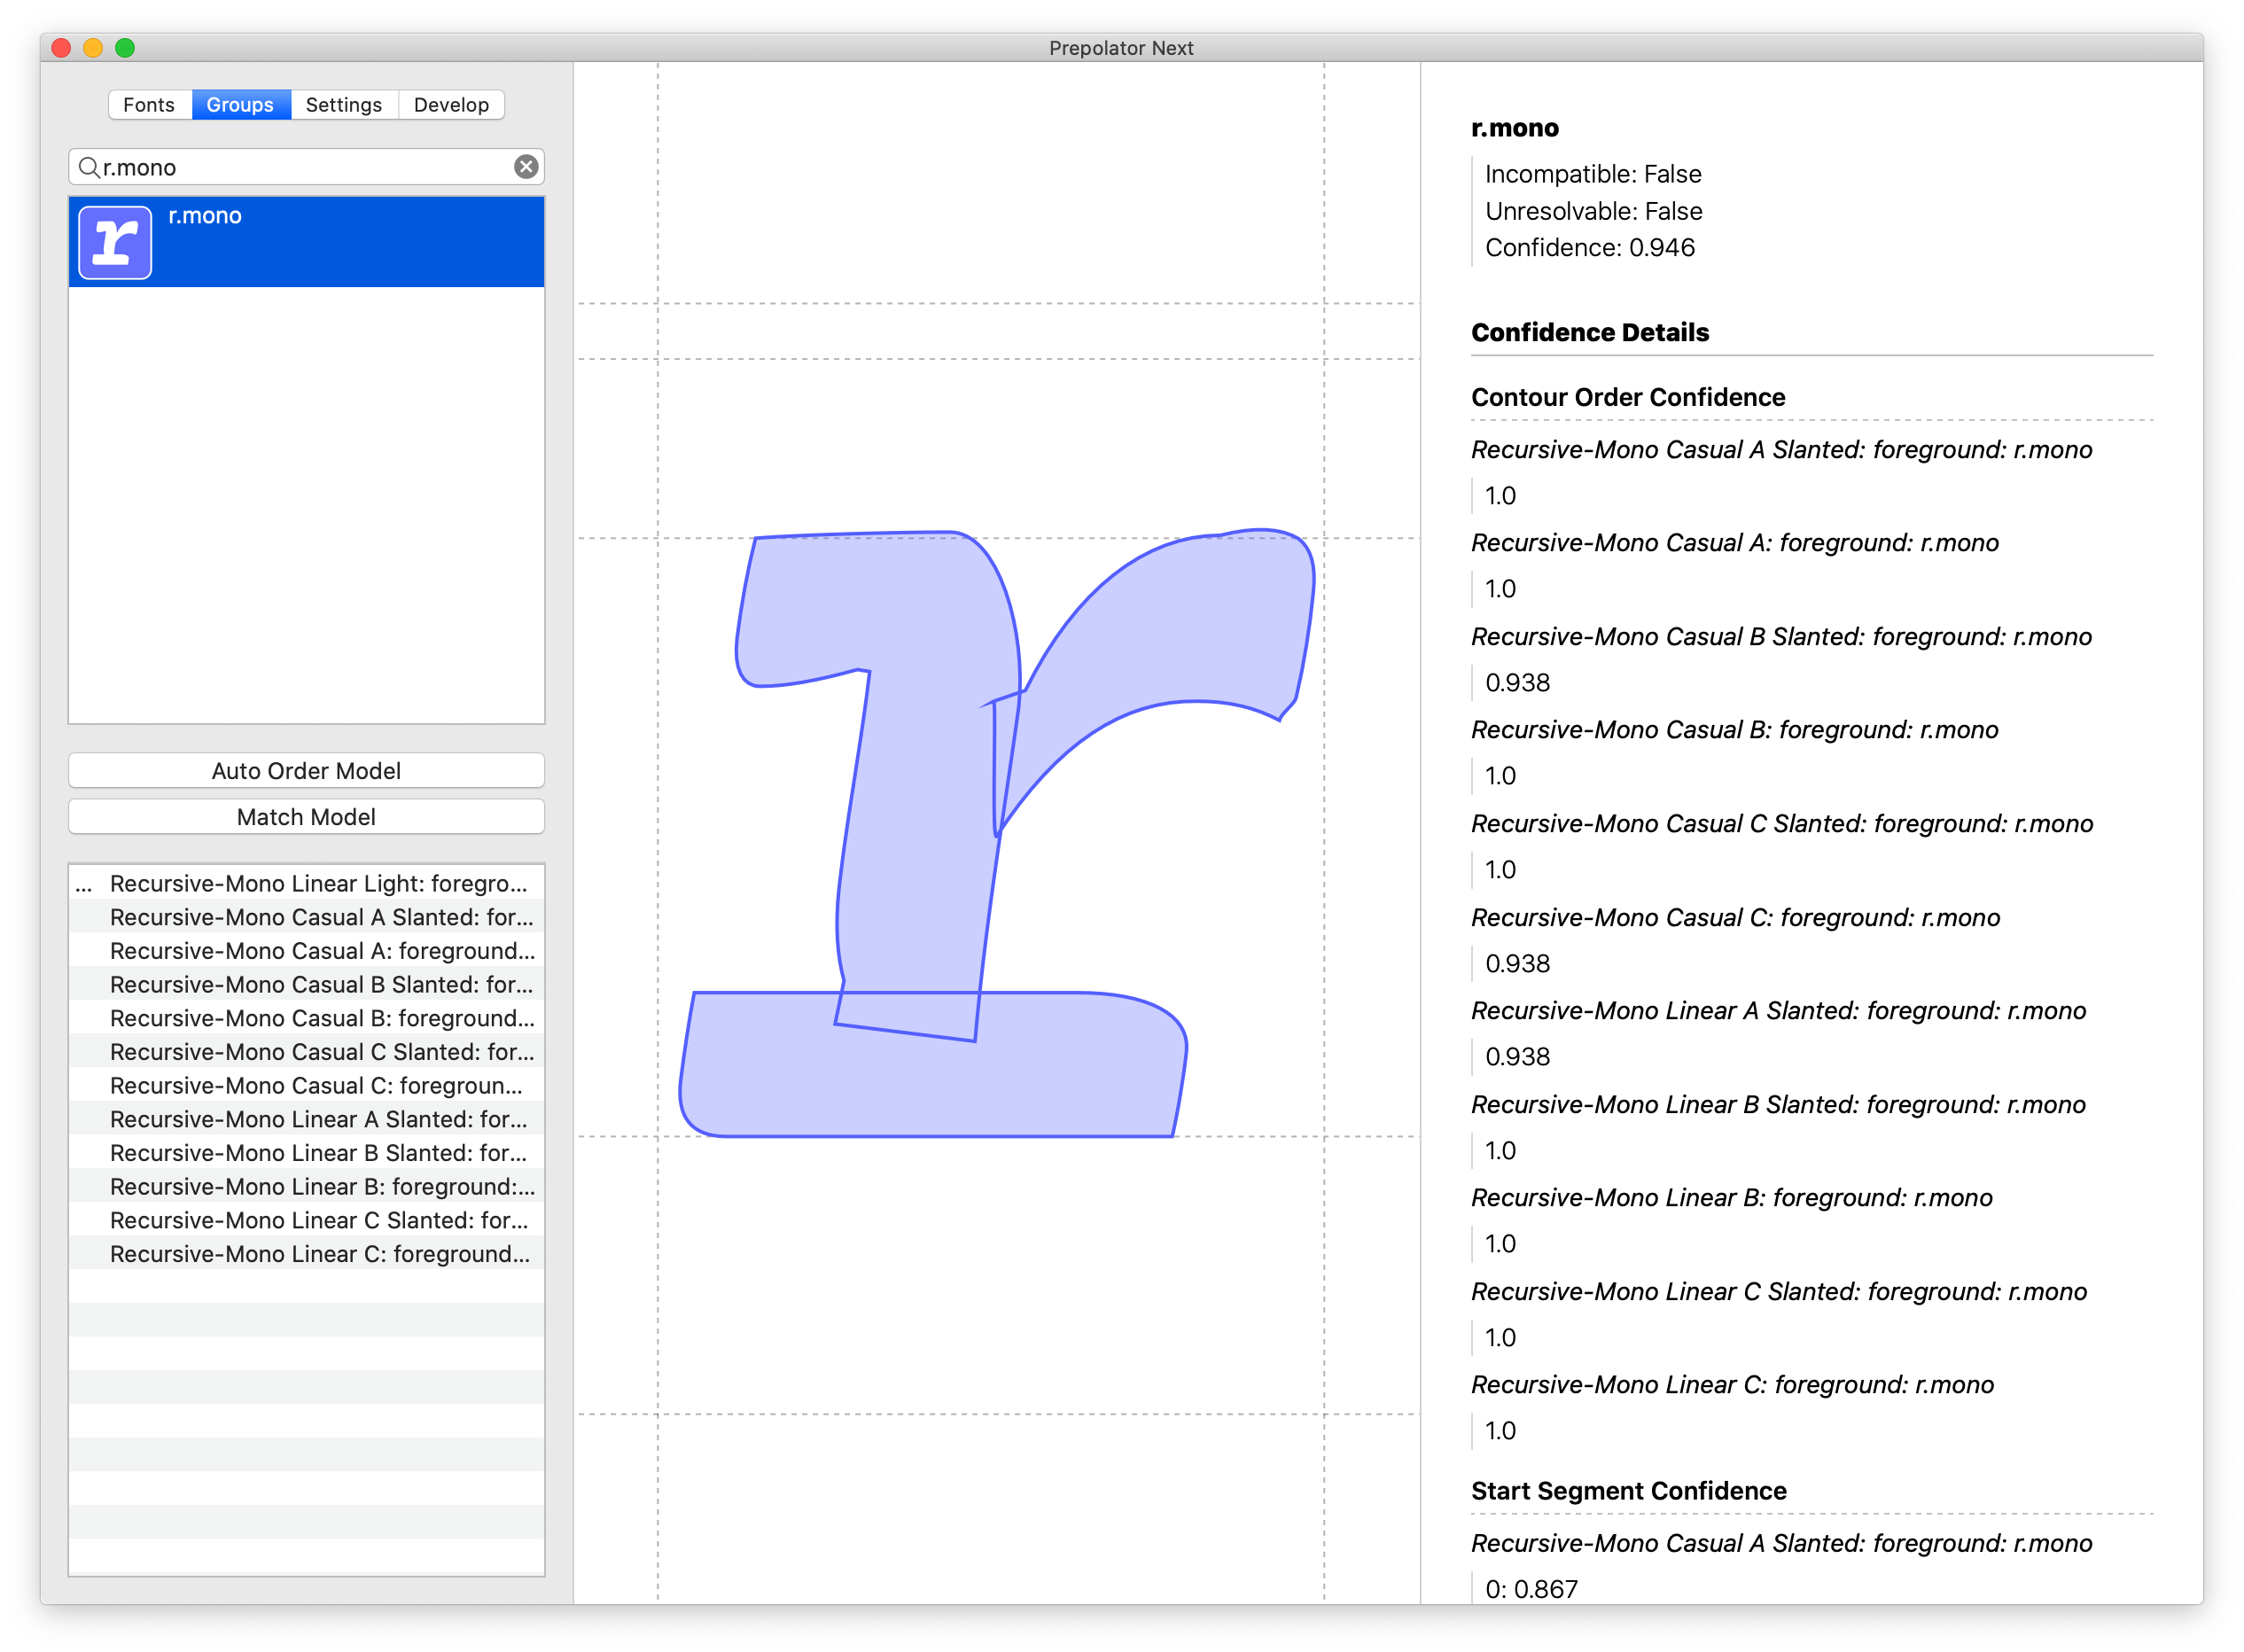 Prepolator Next
Fonts Groups Settings Develop
r.mono
r
r.mono
Auto Order Model
Match Model
... Recursive-Mono Linear Light: foregro...
Recursive-Mono Casual A Slanted: for...
Recursive-Mono Casual A: foreground...
Recursive-Mono Casual B Slanted: for...
Recursive-Mono Casual B: foreground...
Recursive-Mono Casual C Slanted: for...
Recursive-Mono Casual C: foregroun...
Recursive-Mono Linear A Slanted: for...
Recursive-Mono Linear B Slanted: for...
Recursive-Mono Linear B: foreground:...
Recursive-Mono Linear C Slanted: for...
Recursive-Mono Linear C: foreground...
r
r.mono
Incompatible: False
Unresolvable: False
Confidence: 0.946
Confidence Details
Contour Order Confidence
Recursive-Mono Casual A Slanted: foreground: r.mono
1.0
Recursive-Mono Casual A: foreground: r.mono
1.0
Recursive-Mono Casual B Slanted: foreground: r.mono
0.938
Recursive-Mono Casual B: foreground: r.mono
1.0
Recursive-Mono Casual C Slanted: foreground: r.mono
1.0
Recursive-Mono Casual C: foreground: r.mono
0.938
Recursive-Mono Linear A Slanted: foreground: r.mono
0.938
Recursive-Mono Linear B Slanted: foreground: r.mono
1.0
Recursive-Mono Linear B: foreground: r.mono
1.0
Recursive-Mono Linear C Slanted: foreground: r.mono
1.0
Recursive-Mono Linear C: foreground: r.mono
1.0
Start Segment Confidence
Recursive-Mono Casual A Slanted: foreground: r.mono
0: 0.867